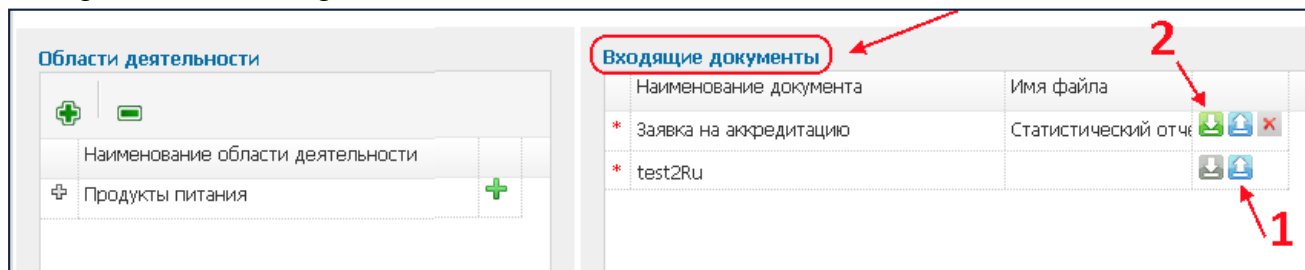 Области деятельности
Наименование области деятельности
Продукты питания
Входящие документы
2
Наименование документа Имя файла
* Заявка на аккредитацию Статистический отче
* test2Ru
1